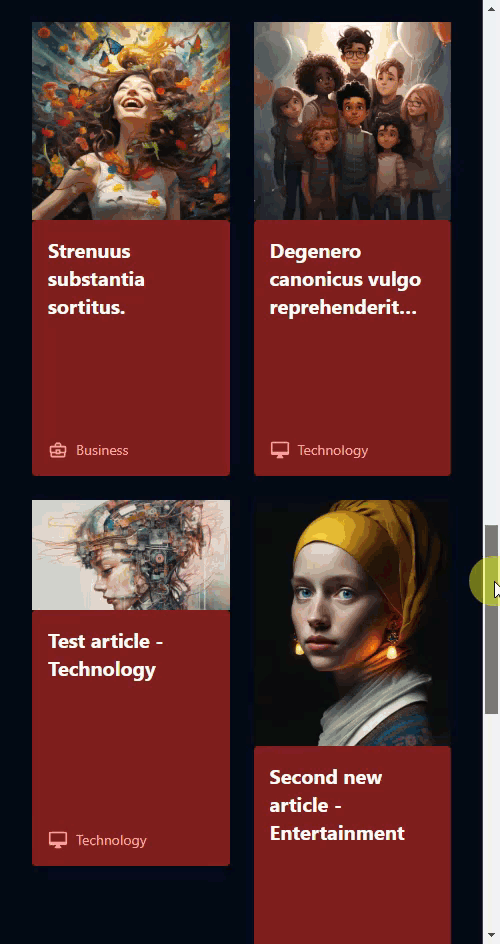 Strenuus
substantia
sortitus.
Business
Degenero
canonicus vulgo
reprehenderit...
Technology
Test article -
Technology
Technology
Second new
article -
Entertainment